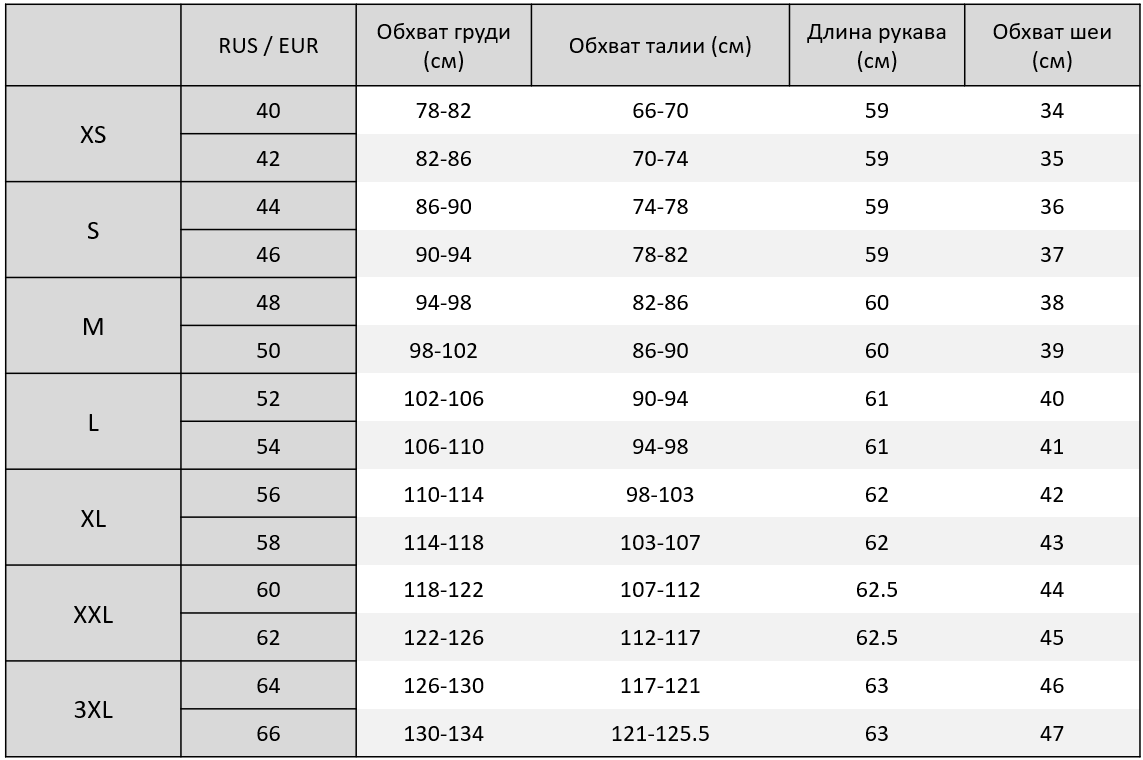 RUS / EUR Обхват груди (см) Обхват талии (см) Длина рукава (см) Обхват шеи (см)
XS
40 78-82 66-70 59 34
42 82-86 70-74 59 35
S
44 86-90 74-78 59 36
46 90-94 78-82 59 37
M
48 94-98 82-86 60 38
50 98-102 86-90 60 39
L
52 102-106 90-94 61 40
54 106-110 94-98 61 41
XL
56 110-114 98-103 62 42
58 114-118 103-107 62 43
XXL
60 118-122 107-112 62.5 44
62 122-126 112-117 62.5 45
3XL
64 126-130 117-121 63 46
66 130-134 121-125.5 63 47